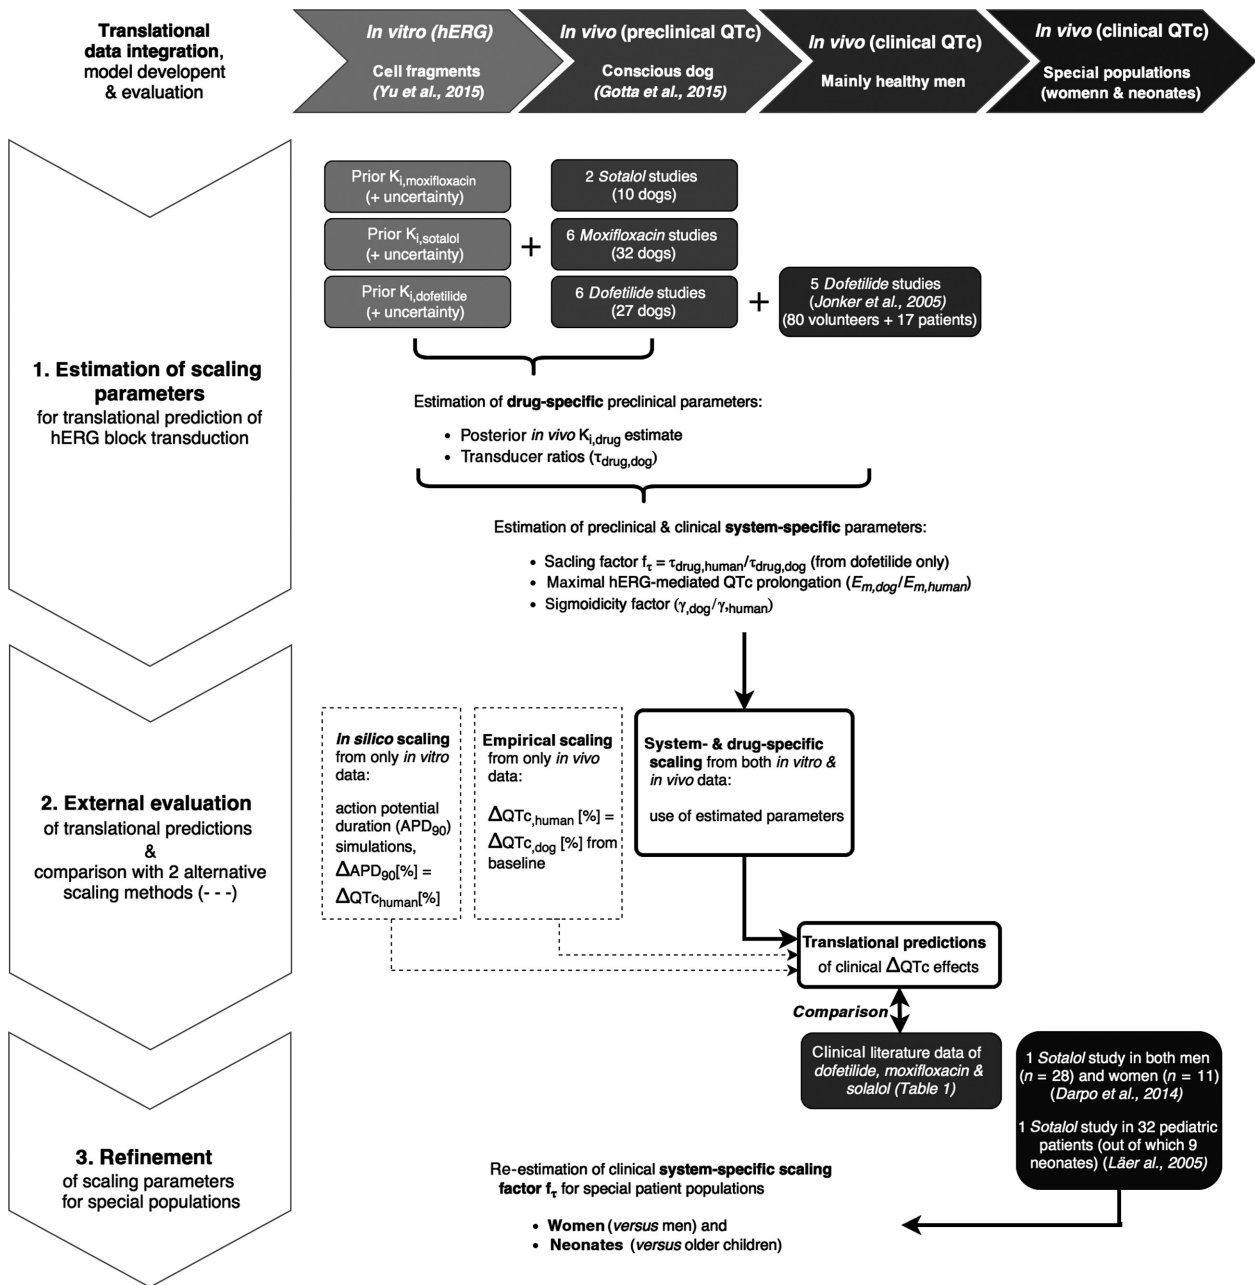 Translational
data integration,
model developent
& evaluation
In vitro (hERG)
Cell fragments
(Yu et al., 2015)
In vivo (preclinical QTc)
Conscious dog
(Gotta et al., 2015)
In vivo (clinical QTc)
Mainly healthy men
In vivo (clinical QTc)
Special populations
(womenn & neonates)
1. Estimation of scaling
parameters
for translational prediction of
hERG block transduction
Prior Ki,moxifloxacin
(+ uncertainty)
Prior Ki,sotalol
(+ uncertainty)
Prior Ki,dofetilide
(+ uncertainty)
+
2 Sotalol studies
(10 dogs)
6 Moxifloxacin studies
(32 dogs)
6 Dofetilide studies
(27 dogs)
+
5 Dofetilide studies
(Jonker et al., 2005)
(80 volunteers + 17 patients)
Estimation of drug-specific preclinical parameters:
• Posterior in vivo Ki,drug estimate
• Transducer ratios (τdrug,dog)
Estimation of preclinical & clinical system-specific parameters:
• Sacling factor fτ = τdrug,human/τdrug,dog (from dofetilide only)
• Maximal hERG-mediated QTc prolongation (Em,dog/Em,human)
• Sigmoidicity factor (γ,dog/γ,human)
2. External evaluation
of translational predictions
&
comparison with 2 alternative
scaling methods (- - -)
In silico scaling
from only in vitro
data:
action potential
duration (APD90)
simulations,
ΔAPD90[%] =
ΔQTchuman[%]
Empirical scaling
from only in vivo
data:
ΔQTc,human [%] =
ΔQTc,dog [%] from
baseline
System- & drug-specific
scaling from both in vitro &
in vivo data:
use of estimated parameters
Translational predictions
of clinical ΔQTc effects
Comparison
Clinical literature data of
dofetilide, moxifloxacin &
solalol (Table 1)
1 Sotalol study in both men
(n = 28) and women (n = 11)
(Darpo et al., 2014)
1 Sotalol study in 32 pediatric
patients (out of which 9
neonates) (Läer et al., 2005)
3. Refinement
of scaling parameters
for special populations
Re-estimation of clinical system-specific scaling
factor fτ for special patient populations
• Women (versus men) and
• Neonates (versus older children)